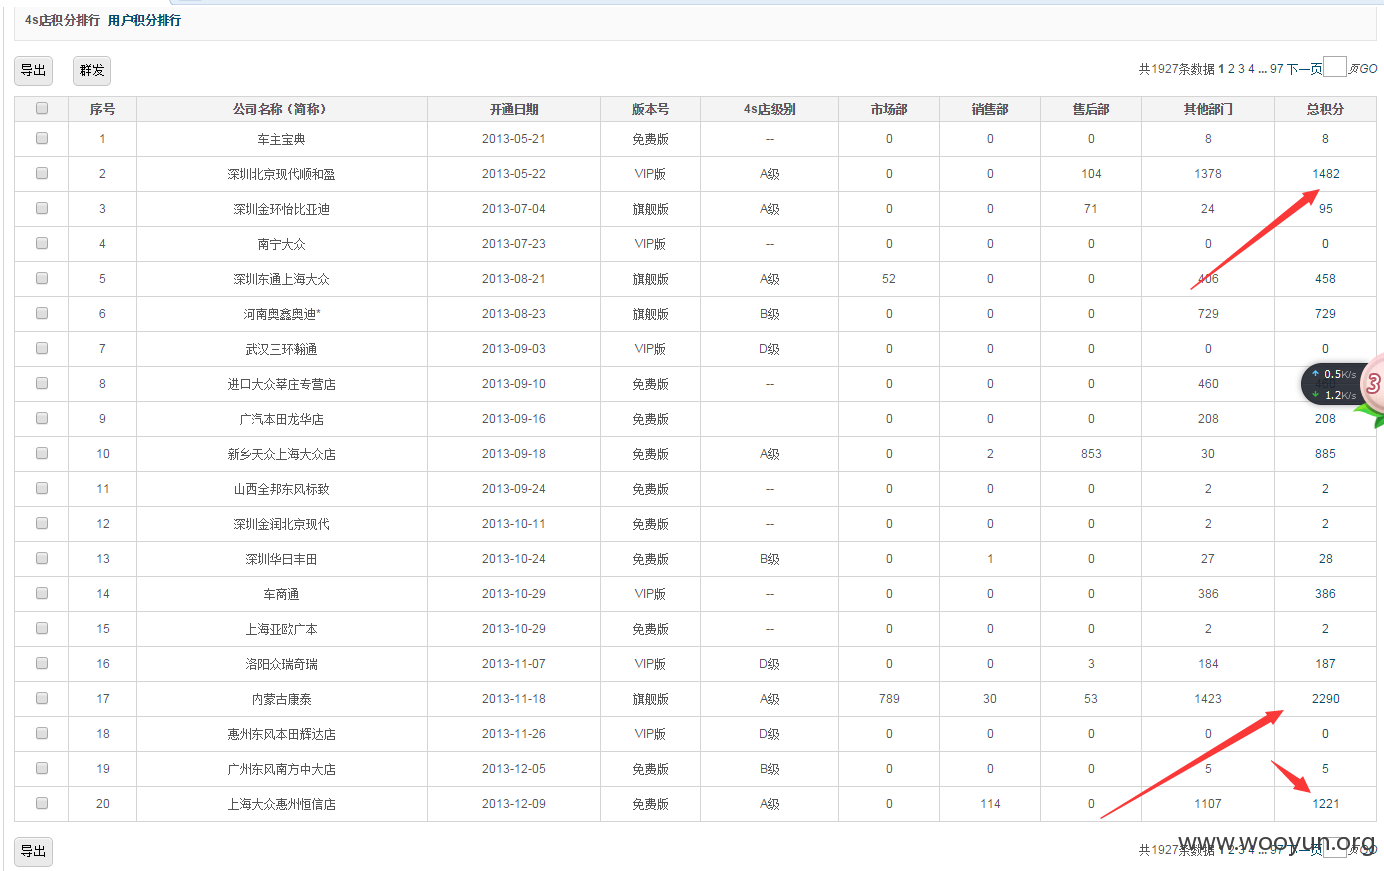 4s店积分排行 用户积分排行
导出 群发 共1927条数据 1 2 3 4 ... 97 下一页 页GO
序号 公司名称（简称） 开通日期 版本号 4s店级别 市场部 销售部 售后部 其他部门 总积分
1 车主宝典 2013-05-21 免费版 -- 0 0 0 8 8
2 深圳北京现代顺和盈 2013-05-22 VIP版 A级 0 0 104 1378 1482
3 深圳金环怡比亚迪 2013-07-04 旗舰版 A级 0 0 71 24 95
4 南宁大众 2013-07-23 VIP版 -- 0 0 0 0 0
5 深圳东通上海大众 2013-08-21 旗舰版 A级 52 0 0 406 458
6 河南奥鑫奥迪* 2013-08-23 旗舰版 B级 0 0 0 729 729
7 武汉三环瀚通 2013-09-03 VIP版 D级 0 0 0 0 0
8 进口大众莘庄专营店 2013-09-10 免费版 -- 0 0 0 460
↑ 0.5K/s
↓ 1.2K/s
3
9 广汽本田龙华店 2013-09-16 免费版 0 0 0 208 208
10 新乡天众上海大众店 2013-09-18 免费版 A级 0 2 853 30 885
11 山西全邦东风标致 2013-09-24 免费版 -- 0 0 0 2 2
12 深圳金润北京现代 2013-10-11 免费版 -- 0 0 0 2 2
13 深圳华日丰田 2013-10-24 免费版 B级 0 1 0 27 28
14 车商通 2013-10-29 VIP版 -- 0 0 0 386 386
15 上海亚欧广本 2013-10-29 免费版 -- 0 0 0 2 2
16 洛阳众瑞奇瑞 2013-11-07 VIP版 D级 0 0 3 184 187
17 内蒙古康泰 2013-11-18 旗舰版 A级 789 30 53 1423 2290
18 惠州东风本田辉达店 2013-11-26 VIP版 D级 0 0 0 0 0
19 广州东风南方中大店 2013-12-05 免费版 B级 0 0 0 5 5
20 上海大众惠州恒信店 2013-12-09 免费版 A级 0 114 0 1107 1221
导出 共1927条数据 1 2 3 4 ... 97 下一页 页GO
www.wooyun.org